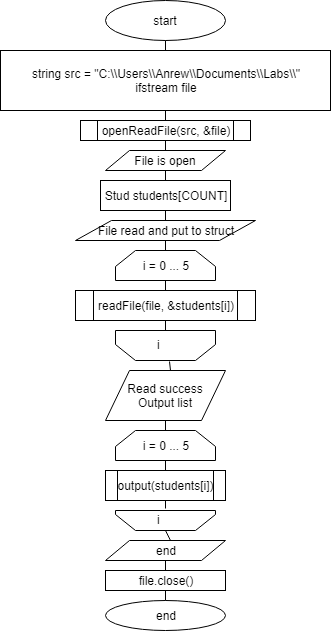 start
string src = "C:\\Users\\Anrew\\Documents\\Labs\\"
ifstream file
openReadFile(src, &file)
File is open
Stud students[COUNT]
File read and put to struct
i = 0 ... 5
readFile(file, &students[i])
i
Read success
Output list
i = 0 ... 5
output(students[i])
i
end
file.close()
end